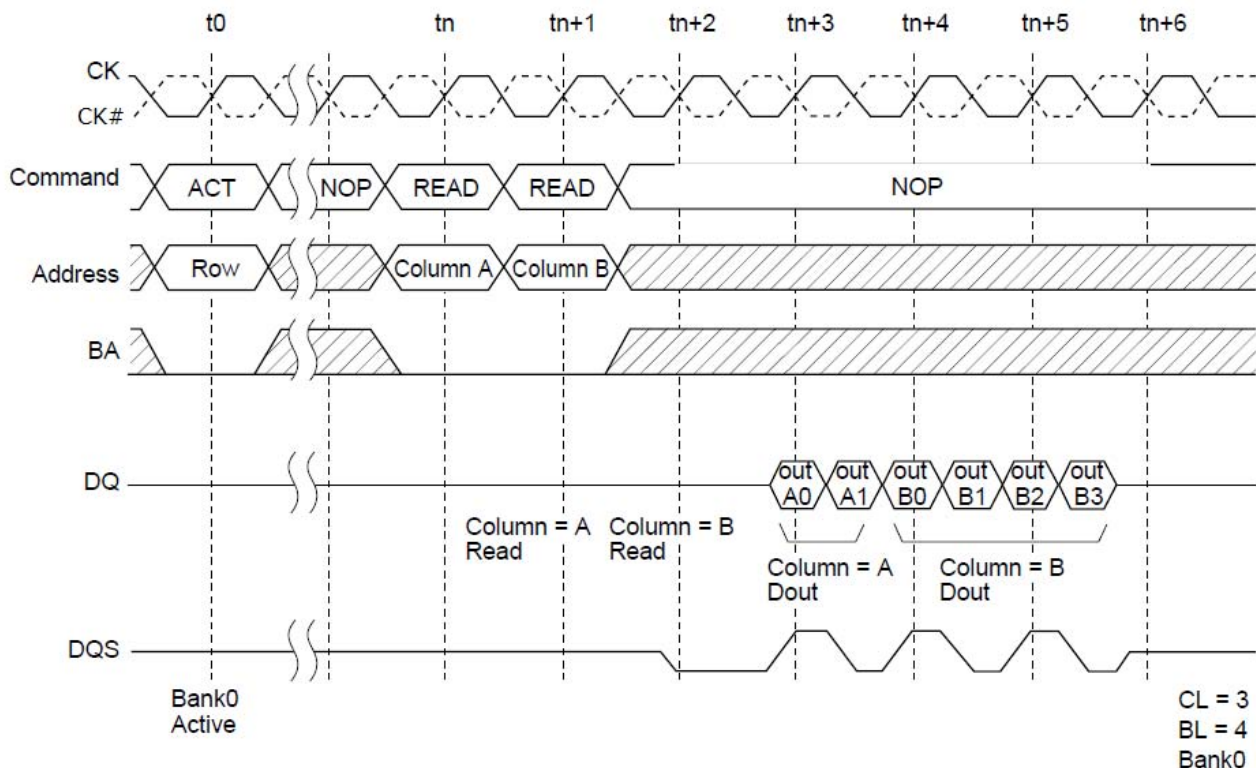 t0 tn tn+1 tn+2 tn+3 tn+4 tn+5 tn+6
CK
CK#
Command ACT NOP READ READ NOP
Address Row Column A Column B
BA
DQ out A0 out A1 out B0 out B1 out B2 out B3
Column = A Read
Column = B Read
Column = A Dout
Column = B Dout
DQS
Bank0
Active
CL = 3
BL = 4
Bank0